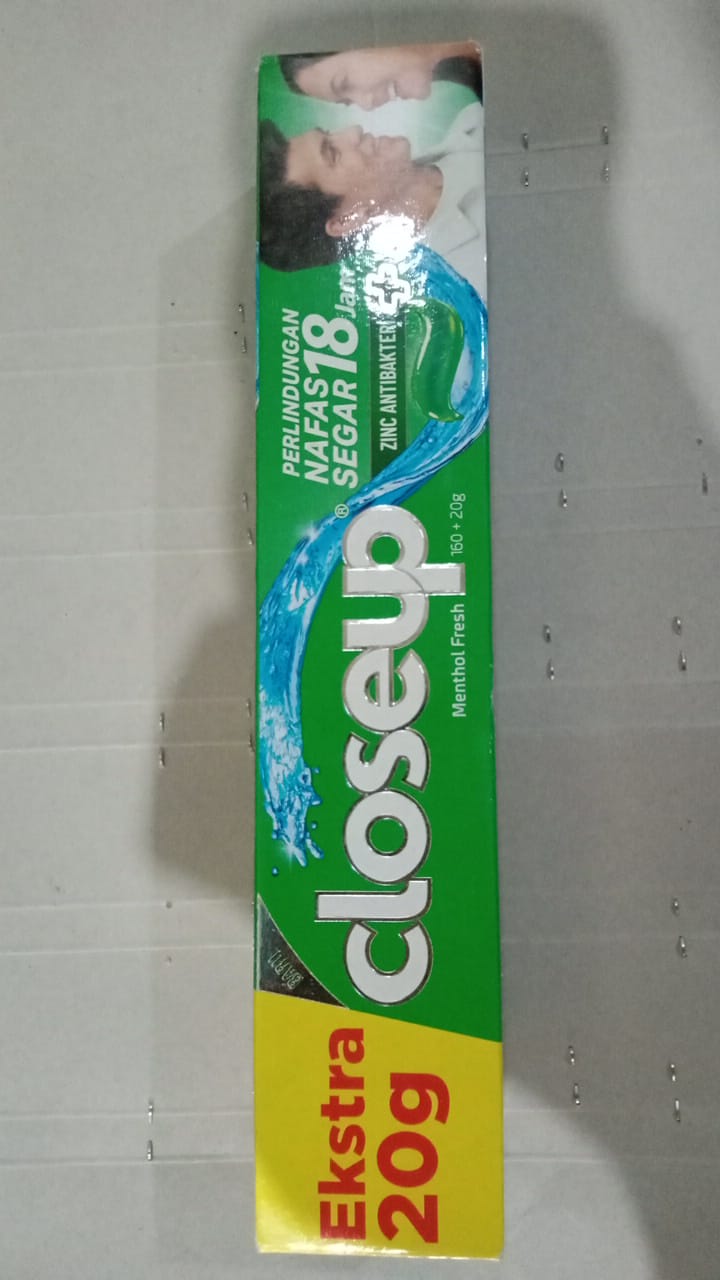 Ekstra
20g
BARU
closeup®
Menthol Fresh 160 + 20g
PERLINDUNGAN
NAFAS
SEGAR 18 Jam
ZINC ANTIBAKTERI